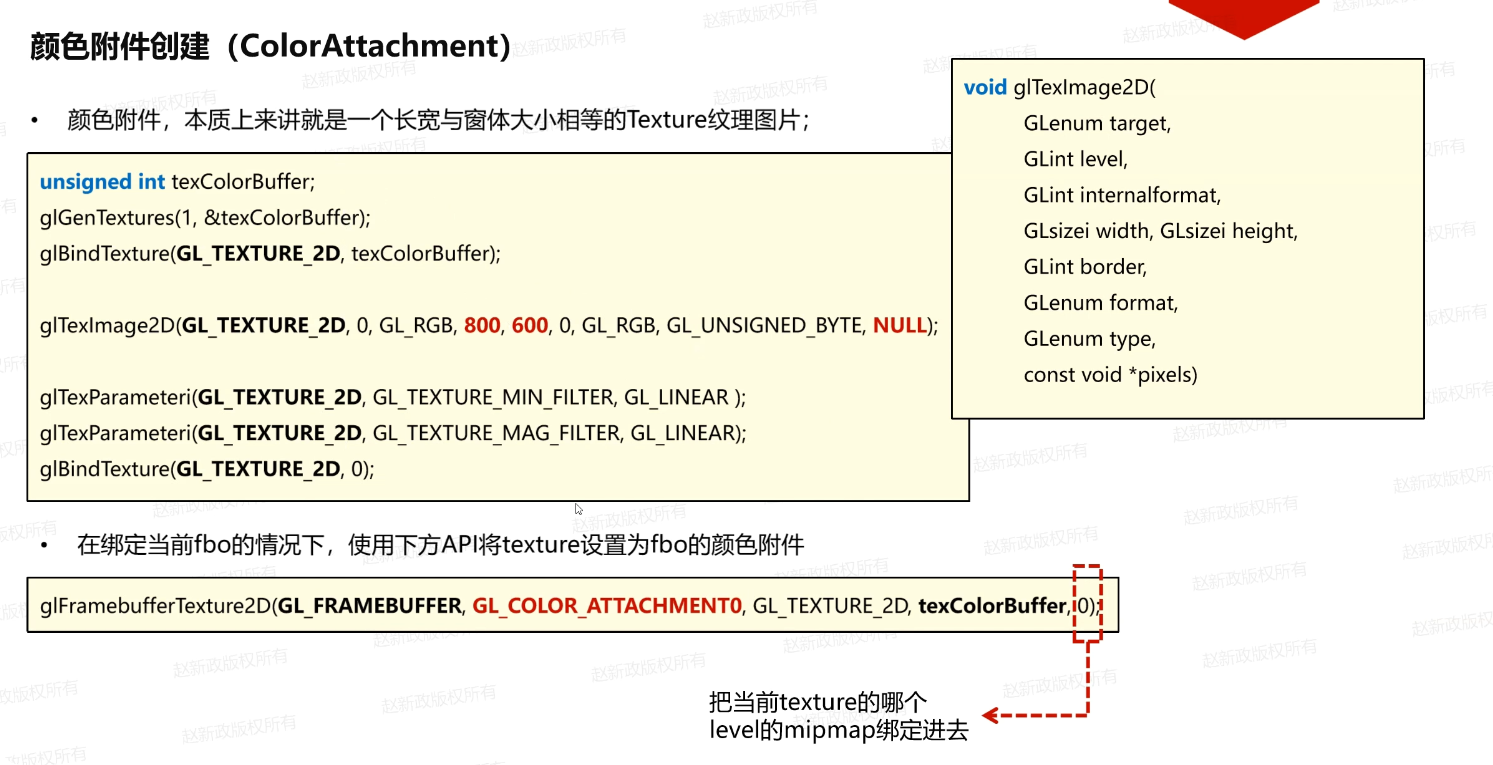 颜色附件创建（ColorAttachment）
• 颜色附件，本质上来讲就是一个长宽与窗体大小相等的Texture纹理图片；
unsigned int texColorBuffer;
glGenTextures(1, &texColorBuffer);
glBindTexture(GL_TEXTURE_2D, texColorBuffer);
glTexImage2D(GL_TEXTURE_2D, 0, GL_RGB, 800, 600, 0, GL_RGB, GL_UNSIGNED_BYTE, NULL);
glTexParameteri(GL_TEXTURE_2D, GL_TEXTURE_MIN_FILTER, GL_LINEAR );
glTexParameteri(GL_TEXTURE_2D, GL_TEXTURE_MAG_FILTER, GL_LINEAR);
glBindTexture(GL_TEXTURE_2D, 0);
void glTexImage2D(
GLenum target,
GLint level,
GLint internalformat,
GLsizei width, GLsizei height,
GLint border,
GLenum format,
GLenum type,
const void *pixels)
• 在绑定当前fbo的情况下，使用下方API将texture设置为fbo的颜色附件
glFramebufferTexture2D(GL_FRAMEBUFFER, GL_COLOR_ATTACHMENT0, GL_TEXTURE_2D, texColorBuffer, 0);
把当前texture的哪个
level的mipmap绑定进去
赵新政版权所有